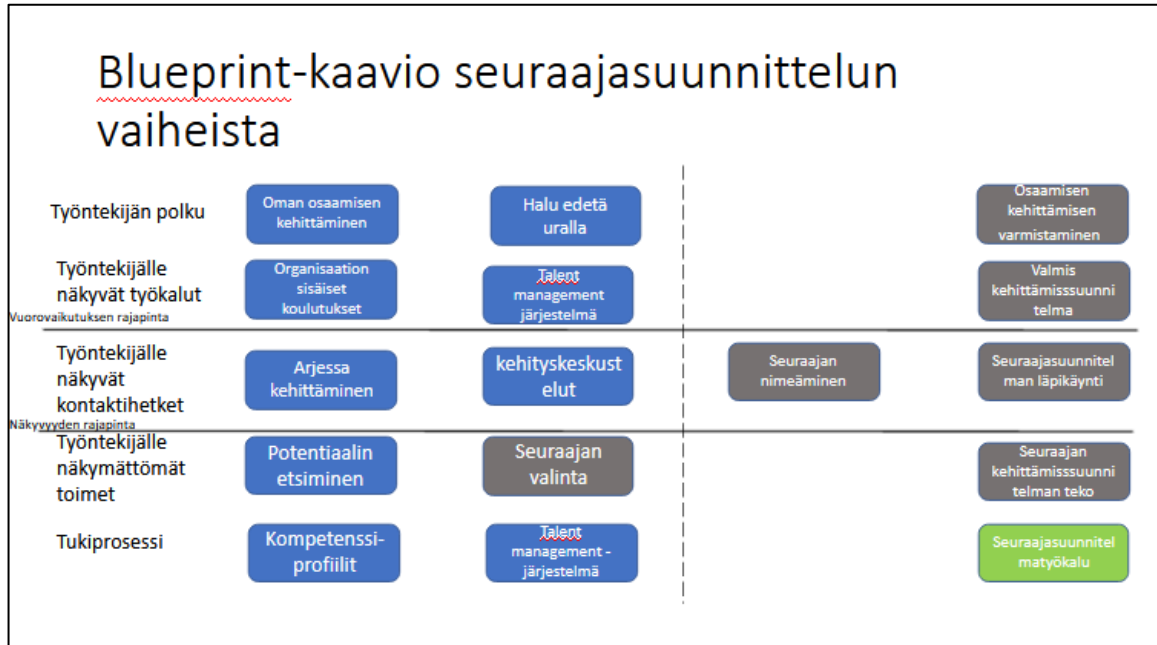 Blueprint-kaavio seuraajasuunnittelun
vaiheista
Työntekijän polku
Oman osaamisen
kehittäminen
Halu edetä
uralla
Osaamisen
kehittämisen
varmistaminen
Työntekijälle
näkyvät työkalut
Organisaation
sisäiset
koulutukset
Talent
management
järjestelmä
Valmis
kehittämisssuunni
telma
Vuorovaikutuksen rajapinta
Työntekijälle
näkyvät
kontaktihetket
Arjessa
kehittäminen
kehityskeskust
elut
Seuraajan
nimeäminen
Seuraajasuunnitel
man läpikäynti
Näkyvyyden rajapinta
Työntekijälle
näkymättömät
toimet
Potentiaalin
etsiminen
Seuraajan
valinta
Seuraajan
kehittämisssuunni
telman teko
Tukiprosessi
Kompetenssi-
profiilit
Talent
management -
järjestelmä
Seuraajasuunnitel
matyökalu